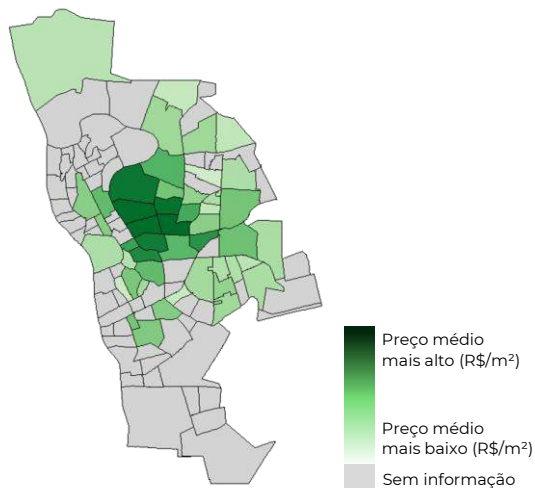 Preço médio
mais alto (R$/m²)
Preço médio
mais baixo (R$/m²)
Sem informação